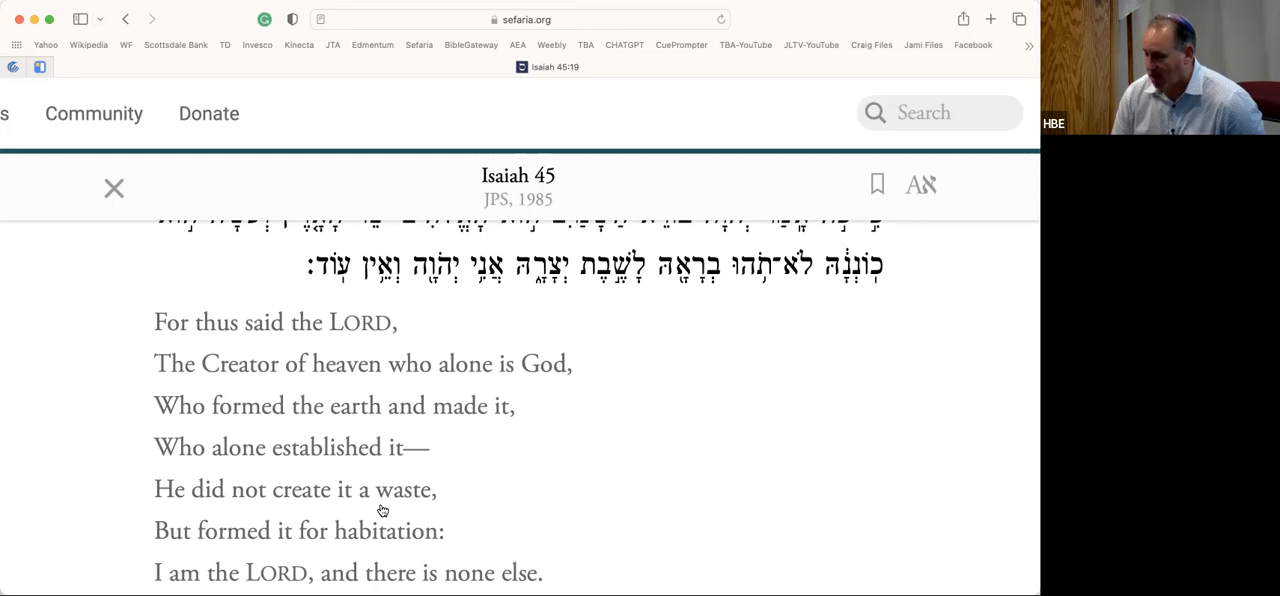 sefaria.org
Yahoo Wikipedia WF Scottsdale Bank TD Invesco Kinecta JTA Edmentum Sefaria BibleGateway AEA Weebly TBA CHATGPT CuePrompter TBA-YouTube JLTV-YouTube Craig Files Jami Files Facebook
Isaiah 45:19
s Community Donate Search
Isaiah 45
JPS, 1985
Aא
כּֽוֹנְנָ֔הּ לֹא־תֹ֥הוּ בְרָאָ֖הּ לָשֶׁ֣בֶת יְצָרָ֑הּ אֲנִ֥י יְהֹוָ֖ה וְאֵ֥ין עֽוֹד׃
For thus said the LORD,
The Creator of heaven who alone is God,
Who formed the earth and made it,
Who alone established it—
He did not create it a waste,
But formed it for habitation:
I am the LORD, and there is none else.
HBE